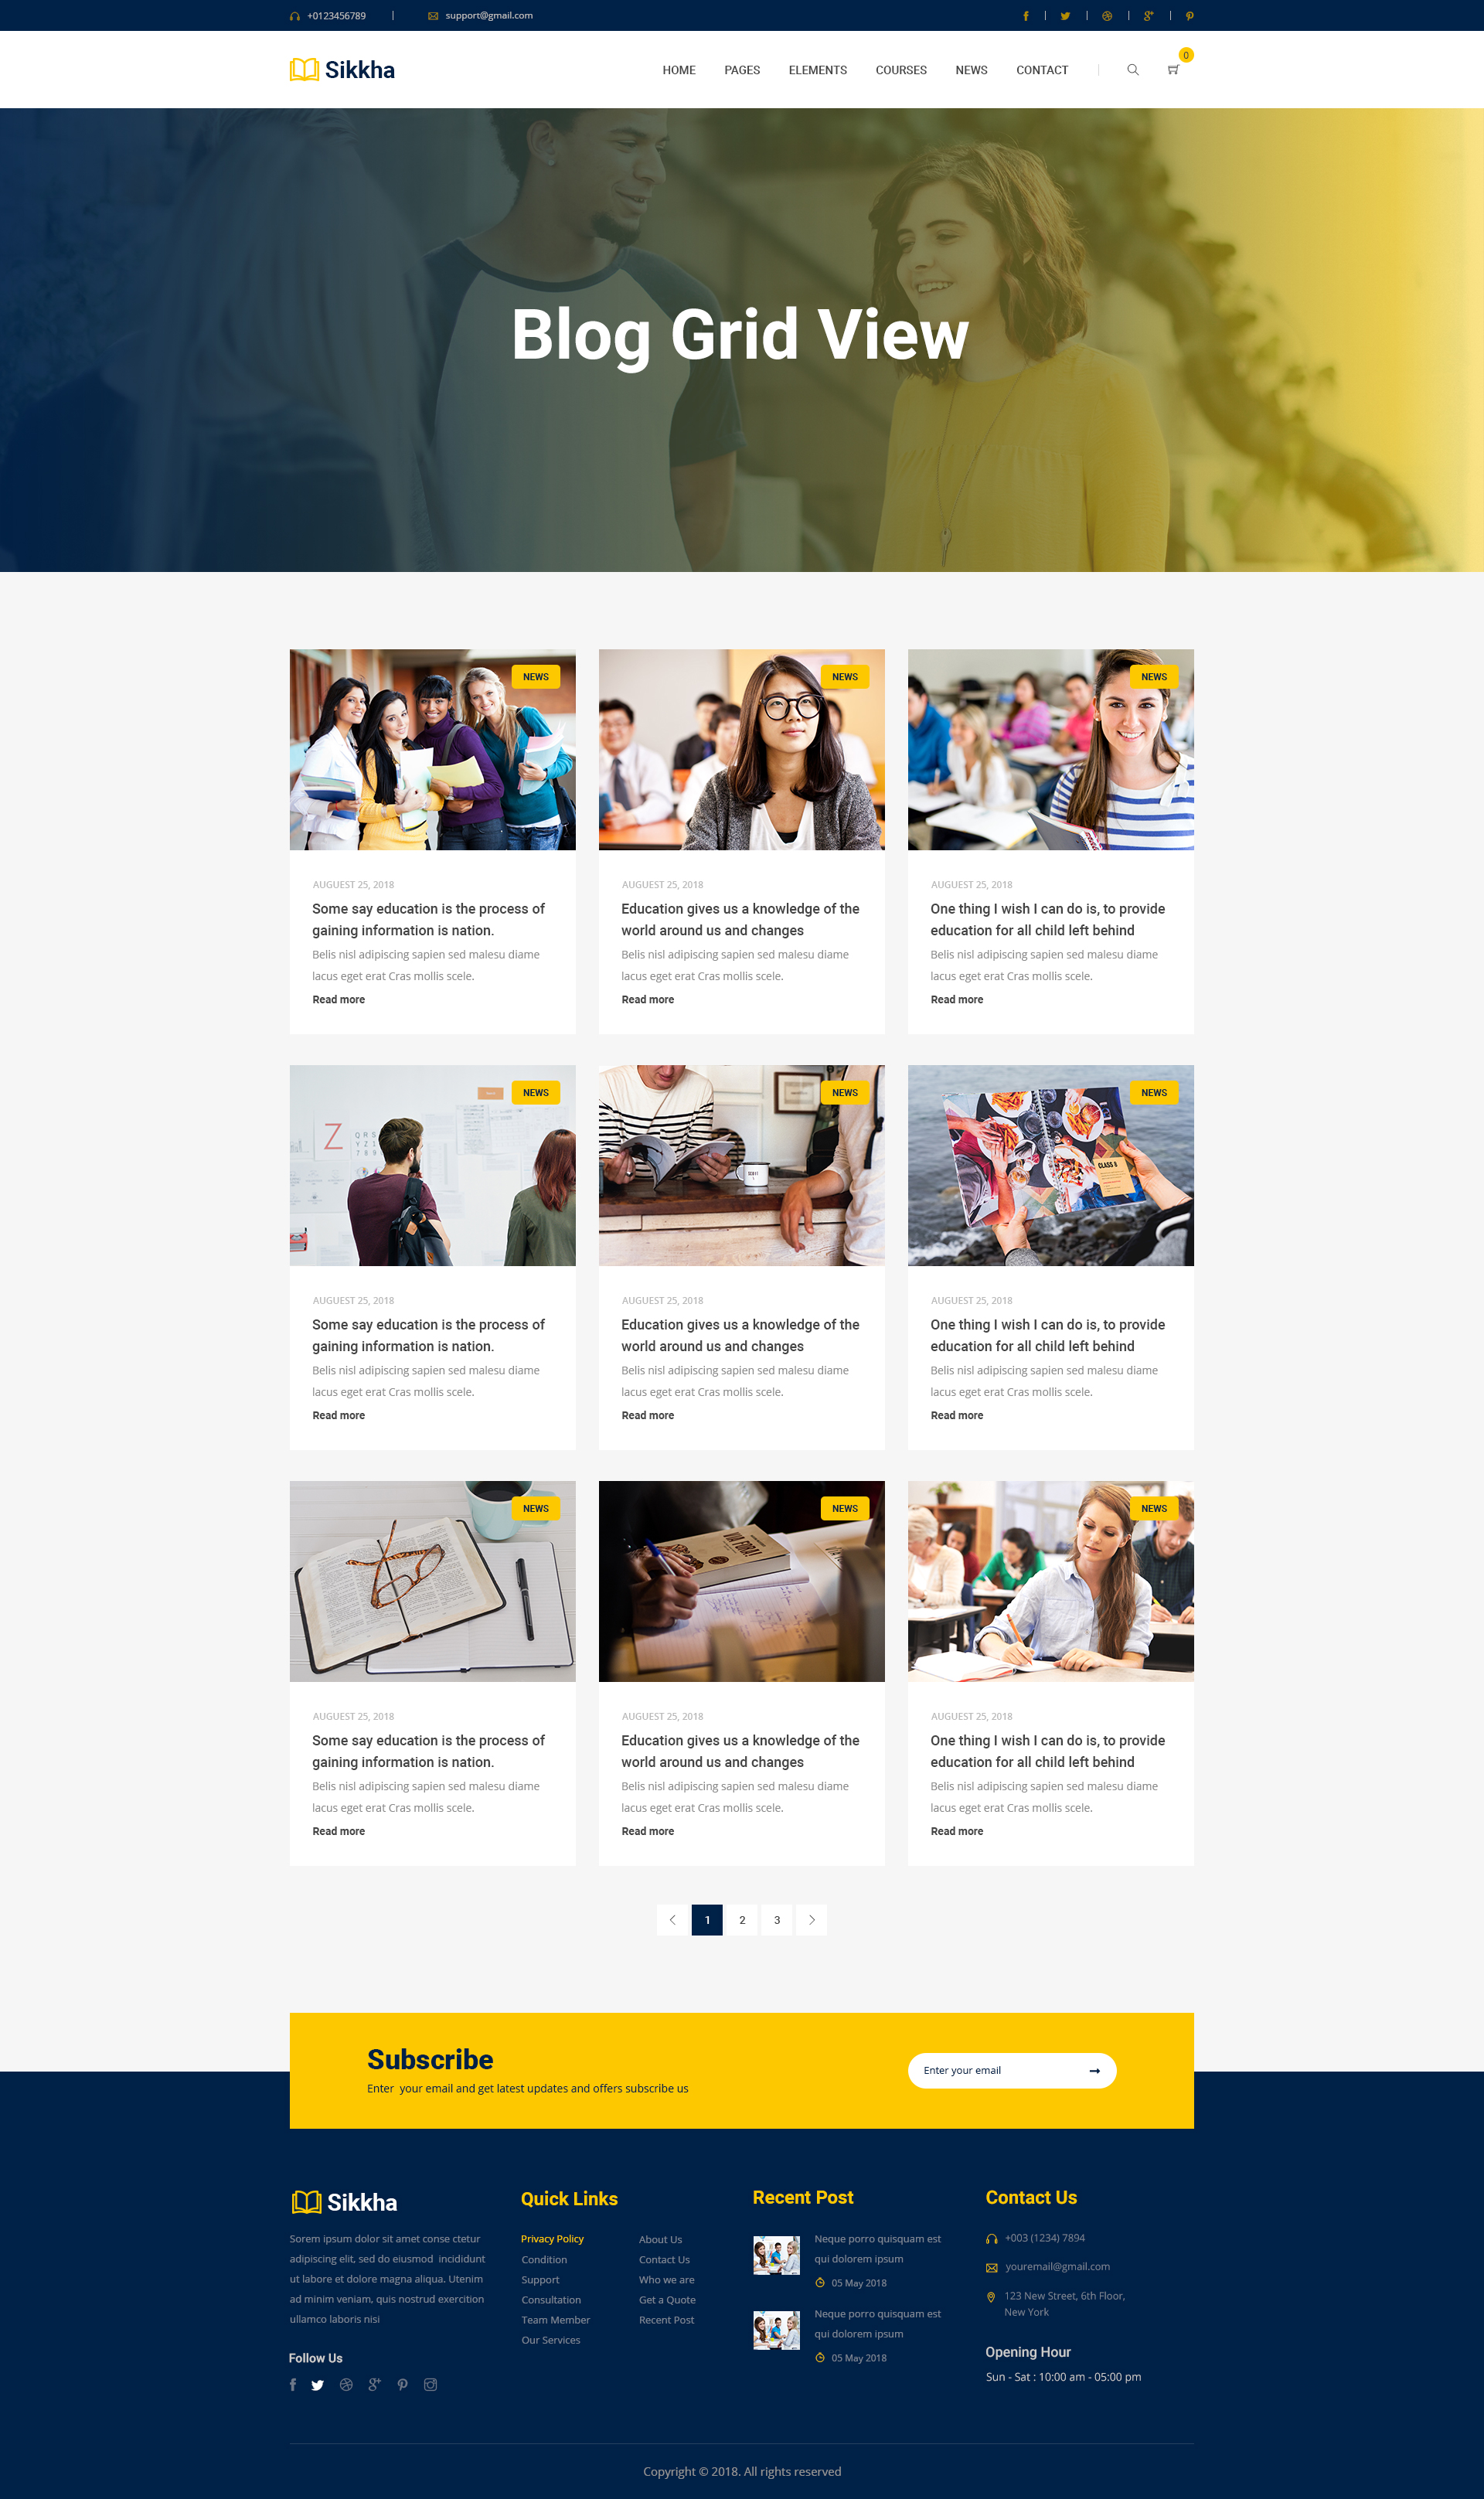 +0123456789
support@gmail.com
Sikkha
HOME PAGES ELEMENTS COURSES NEWS CONTACT
0
Blog Grid View
NEWS
AUGUEST 25, 2018
Some say education is the process of
gaining information is nation.
Belis nisl adipiscing sapien sed malesu diame
lacus eget erat Cras mollis scele.
Read more
NEWS
AUGUEST 25, 2018
Education gives us a knowledge of the
world around us and changes
Belis nisl adipiscing sapien sed malesu diame
lacus eget erat Cras mollis scele.
Read more
NEWS
AUGUEST 25, 2018
One thing I wish I can do is, to provide
education for all child left behind
Belis nisl adipiscing sapien sed malesu diame
lacus eget erat Cras mollis scele.
Read more
NEWS
Z
AUGUEST 25, 2018
Some say education is the process of
gaining information is nation.
Belis nisl adipiscing sapien sed malesu diame
lacus eget erat Cras mollis scele.
Read more
NEWS
AUGUEST 25, 2018
Education gives us a knowledge of the
world around us and changes
Belis nisl adipiscing sapien sed malesu diame
lacus eget erat Cras mollis scele.
Read more
NEWS
CLASS
AUGUEST 25, 2018
One thing I wish I can do is, to provide
education for all child left behind
Belis nisl adipiscing sapien sed malesu diame
lacus eget erat Cras mollis scele.
Read more
NEWS
AUGUEST 25, 2018
Some say education is the process of
gaining information is nation.
Belis nisl adipiscing sapien sed malesu diame
lacus eget erat Cras mollis scele.
Read more
NEWS
AUGUEST 25, 2018
Education gives us a knowledge of the
world around us and changes
Belis nisl adipiscing sapien sed malesu diame
lacus eget erat Cras mollis scele.
Read more
NEWS
AUGUEST 25, 2018
One thing I wish I can do is, to provide
education for all child left behind
Belis nisl adipiscing sapien sed malesu diame
lacus eget erat Cras mollis scele.
Read more
1 2 3
Subscribe
Enter your email and get latest updates and offers subscribe us
Enter your email
Sikkha
Sorem ipsum dolor sit amet conse ctetur
adipiscing elit, sed do eiusmod incididunt
ut labore et dolore magna aliqua. Utenim
ad minim veniam, quis nostrud exercition
ullamco laboris nisi
Follow Us
Quick Links
Privacy Policy
Condition
Support
Consultation
Team Member
Our Services
About Us
Contact Us
Who we are
Get a Quote
Recent Post
Recent Post
Neque porro quisquam est
qui dolorem ipsum
05 May 2018
Neque porro quisquam est
qui dolorem ipsum
05 May 2018
Contact Us
+003 (1234) 7894
youremail@gmail.com
123 New Street, 6th Floor,
New York
Opening Hour
Sun - Sat : 10:00 am - 05:00 pm
Copyright © 2018. All rights reserved